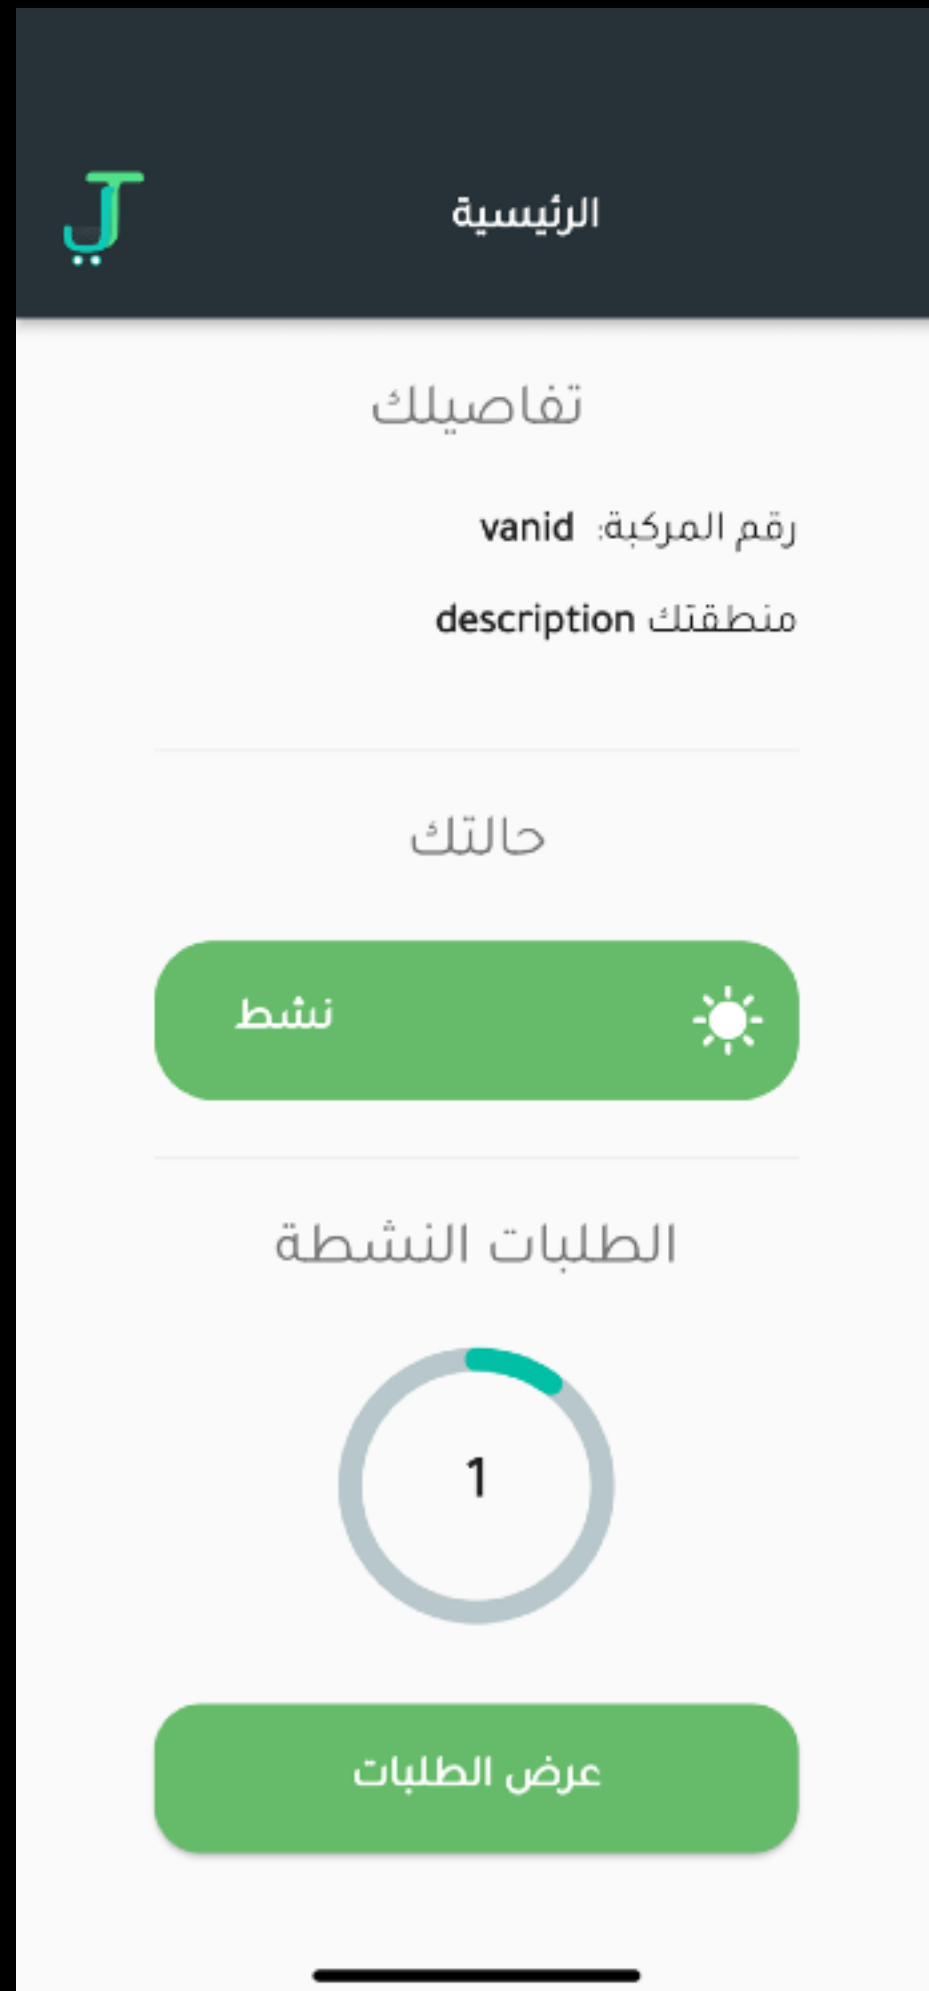 الرئيسية
تفاصيلك
رقم المركبة: vanid
منطقتك description
حالتك
نشط
الطلبات النشطة
1
عرض الطلبات